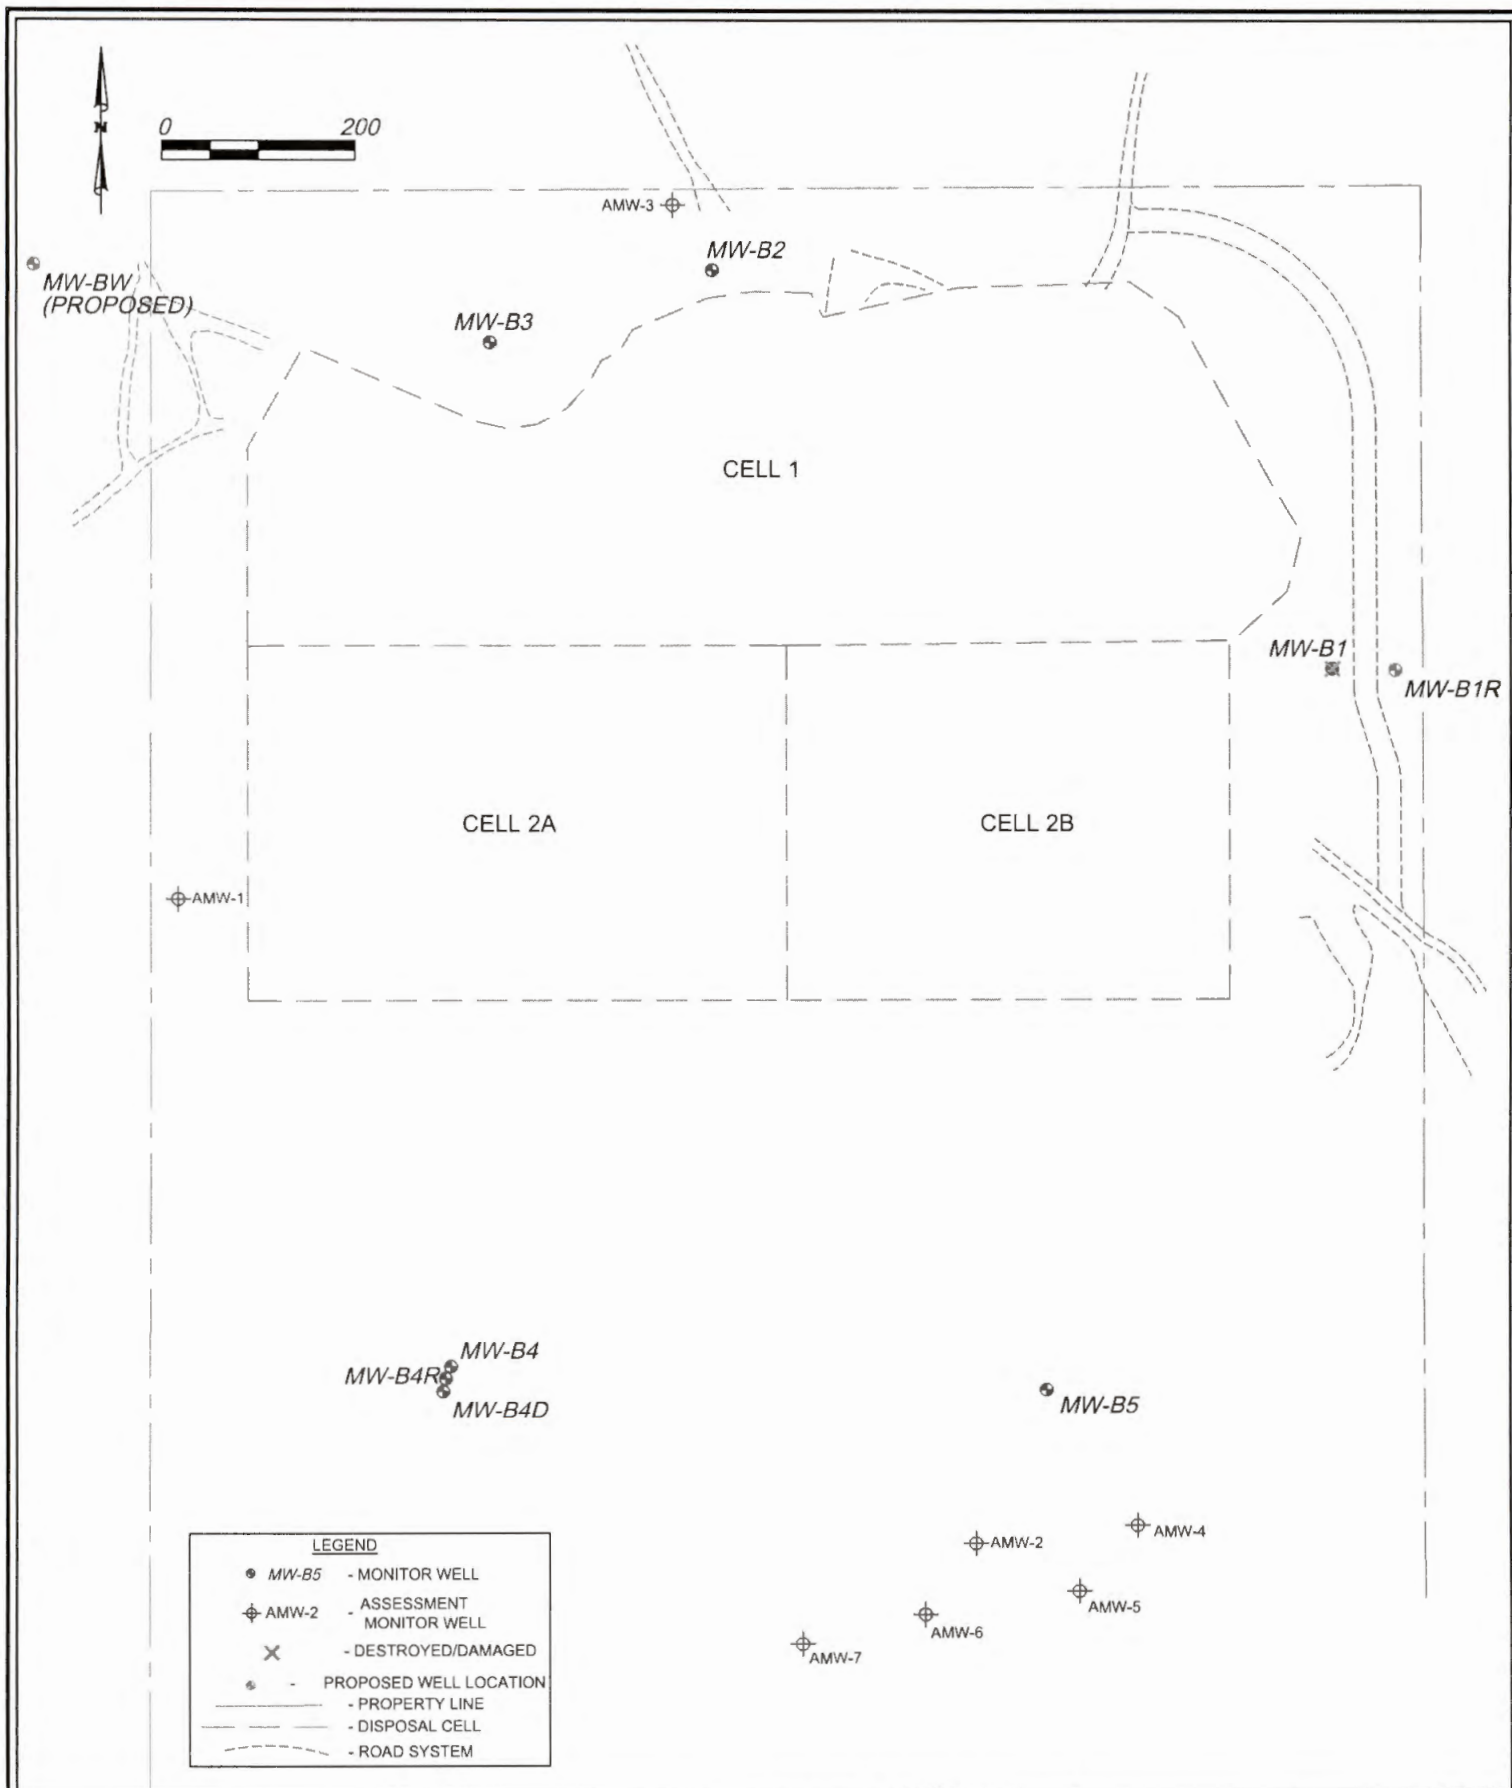 N
0 200
AMW-3
MW-B2
MW-BW
(PROPOSED)
MW-B3
CELL 1
MW-B1
MW-B1R
CELL 2A
CELL 2B
AMW-1
MW-B4
MW-B4R
MW-B4D
MW-B5
AMW-4
AMW-2
AMW-5
AMW-6
AMW-7
LEGEND
MW-B5 - MONITOR WELL
AMW-2 - ASSESSMENT
MONITOR WELL
- DESTROYED/DAMAGED
- PROPOSED WELL LOCATION
- PROPERTY LINE
- DISPOSAL CELL
- ROAD SYSTEM